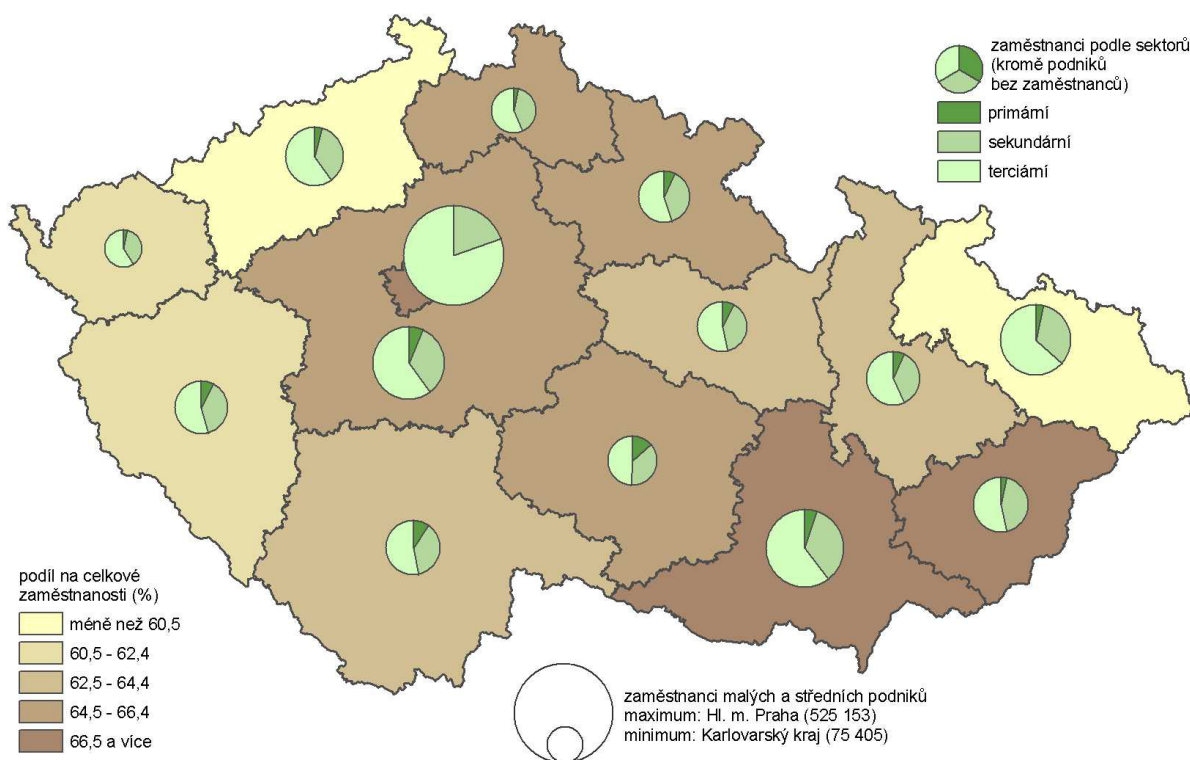 zaměstnanci podle sektorů
(kromě podniků
bez zaměstnanců)
primární
sekundární
terciární
podíl na celkové
zaměstnanosti (%)
méně než 60,5
60,5 - 62,4
62,5 - 64,4
64,5 - 66,4
66,5 a více
zaměstnanci malých a středních podniků
maximum: Hl. m. Praha (525 153)
minimum: Karlovarský kraj (75 405)